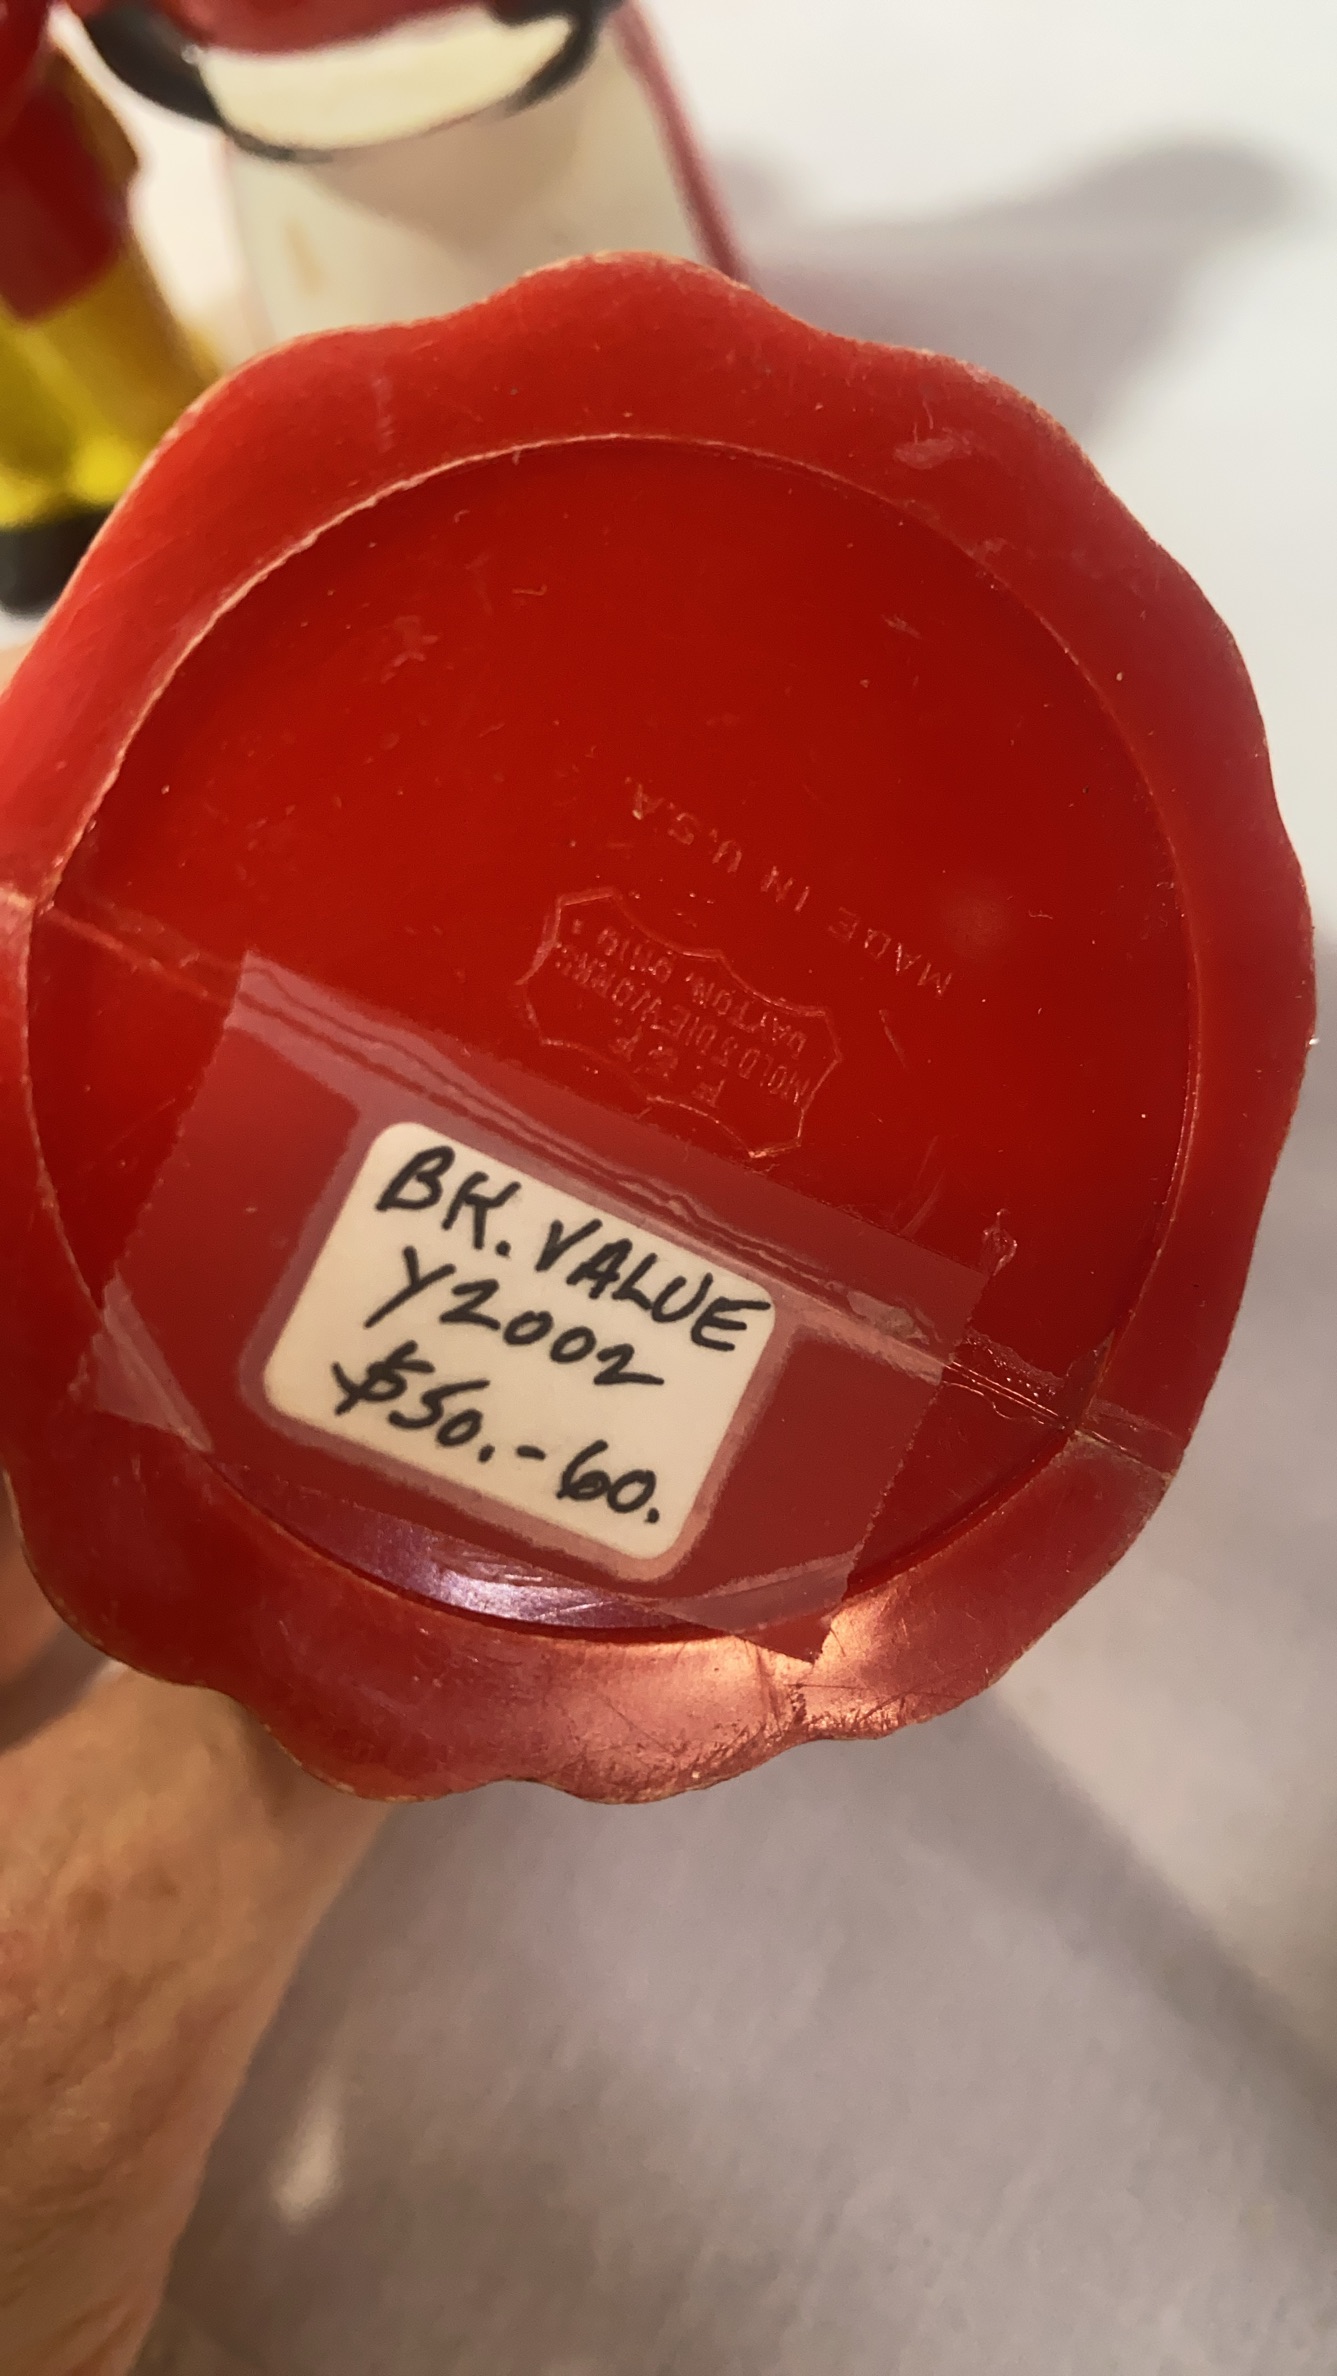 MADE IN U.S.A
F & F
MOLD & DIE WORKS
DAYTON, OHIO.
BK. VALUE
Y2002
$50.-60.